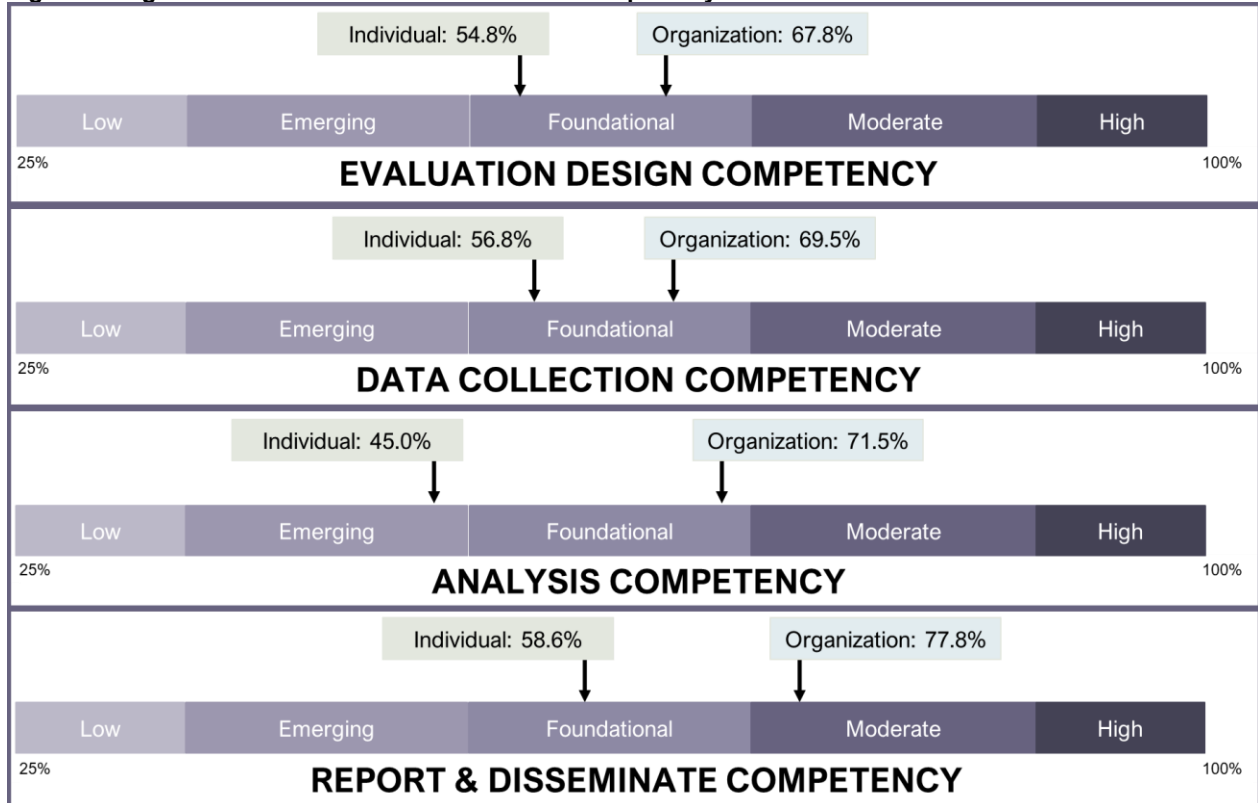 Individual: 54.8% Organization: 67.8%
Low Emerging Foundational Moderate High
25% 100%
EVALUATION DESIGN COMPETENCY
Individual: 56.8% Organization: 69.5%
Low Emerging Foundational Moderate High
25% 100%
DATA COLLECTION COMPETENCY
Individual: 45.0% Organization: 71.5%
Low Emerging Foundational Moderate High
25% 100%
ANALYSIS COMPETENCY
Individual: 58.6% Organization: 77.8%
Low Emerging Foundational Moderate High
25% 100%
REPORT & DISSEMINATE COMPETENCY